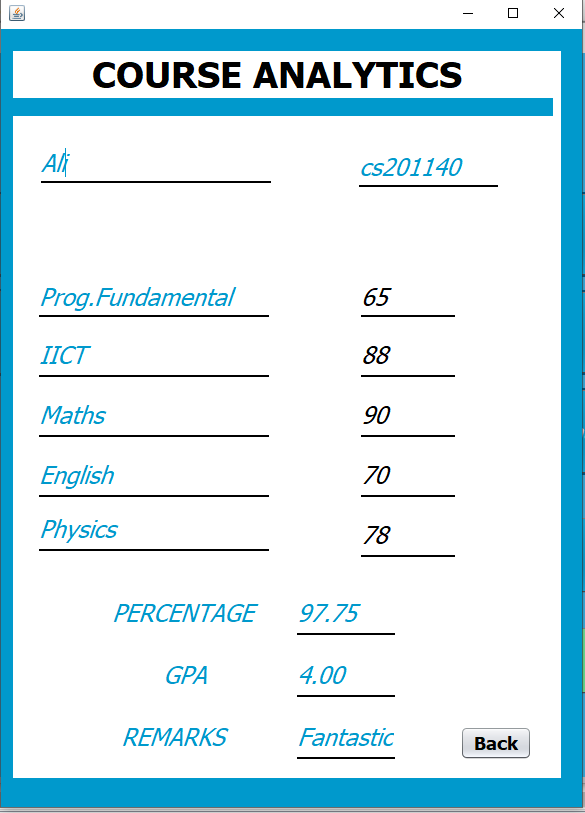 COURSE ANALYTICS
Ali cs201140
Prog.Fundamental 65
IICT 88
Maths 90
English 70
Physics 78
PERCENTAGE 97.75
GPA 4.00
REMARKS Fantastic
Back